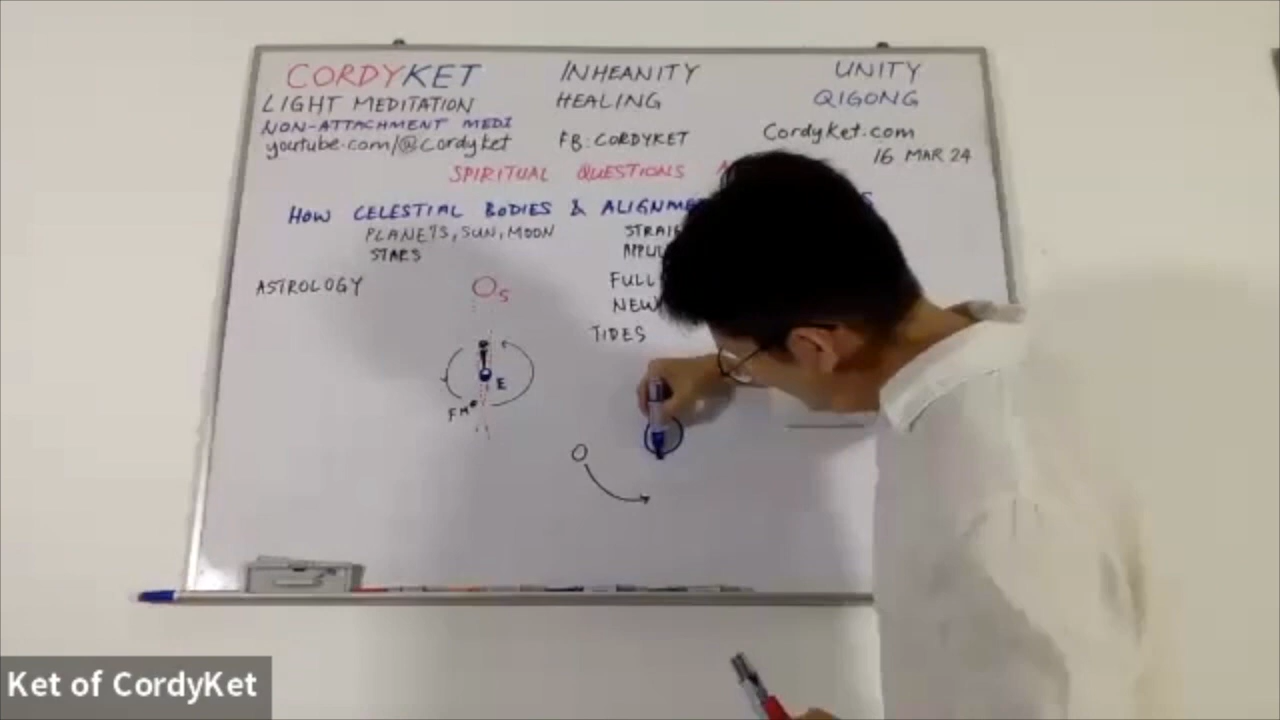 CORDYKET INHEANITY UNITY
LIGHT MEDITATION HEALING QIGONG
NON-ATTACHMENT MEDI
youtube.com/@Cordyket FB: CORDYKET CordyKet.com
16 MAR 24
SPIRITUAL QUESTIONS
HOW CELESTIAL BODIES & 
PLANETS, SUN, MOON
STARS
ASTROLOGY
S
FULL
NEW
TIDES
E
FM
Ket of CordyKet